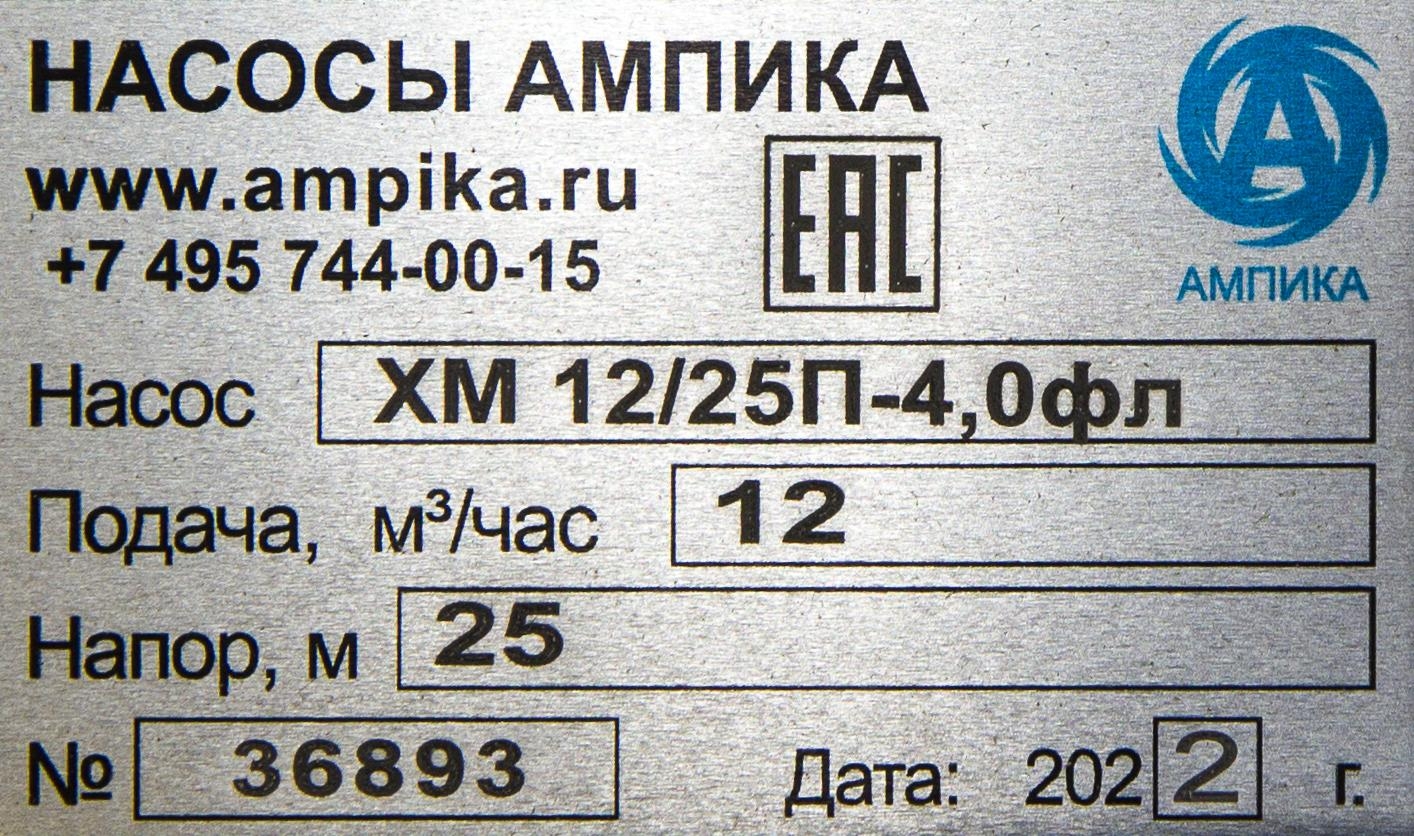 НАСОСЫ АМПИКА
www.ampika.ru
+7 495 744-00-15
EAC
А
АМПИКА
Насос ХМ 12/25П-4,0фл
Подача, м³/час 12
Напор, м 25
№ 36893 Дата: 2022 г.